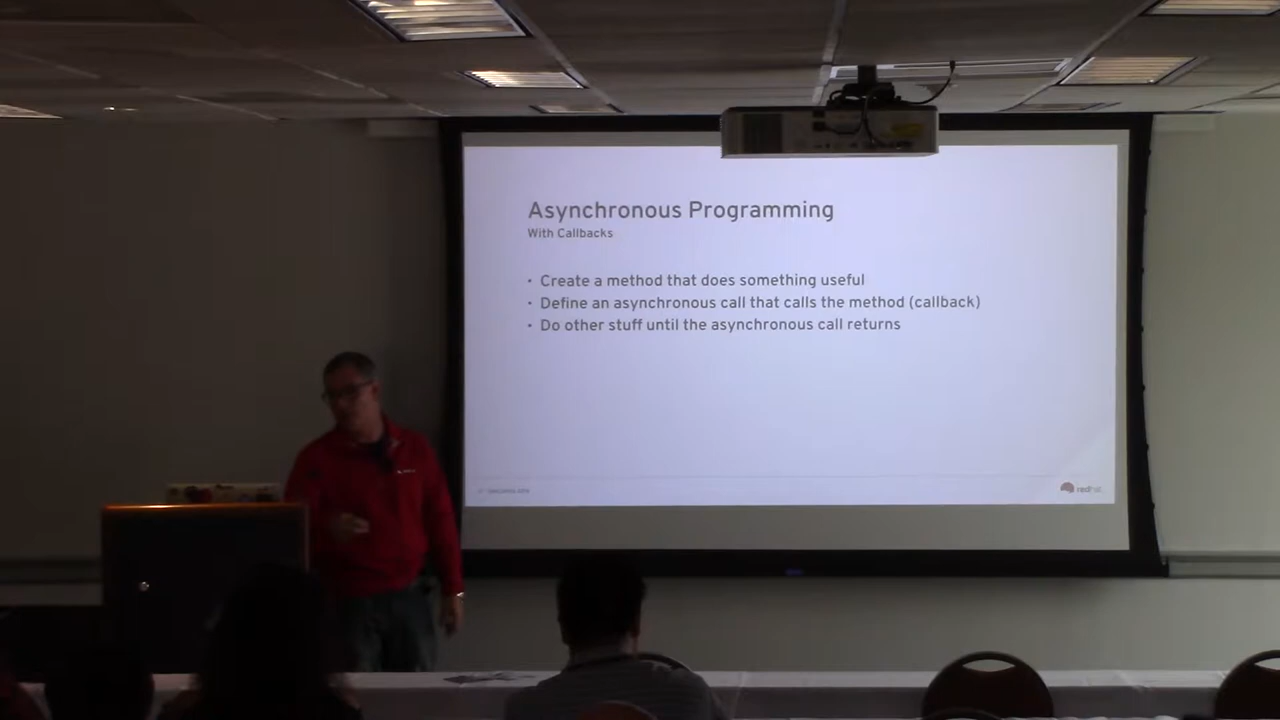 Asynchronous Programming
With Callbacks
• Create a method that does something useful
• Define an asynchronous call that calls the method (callback)
• Do other stuff until the asynchronous call returns
redhat